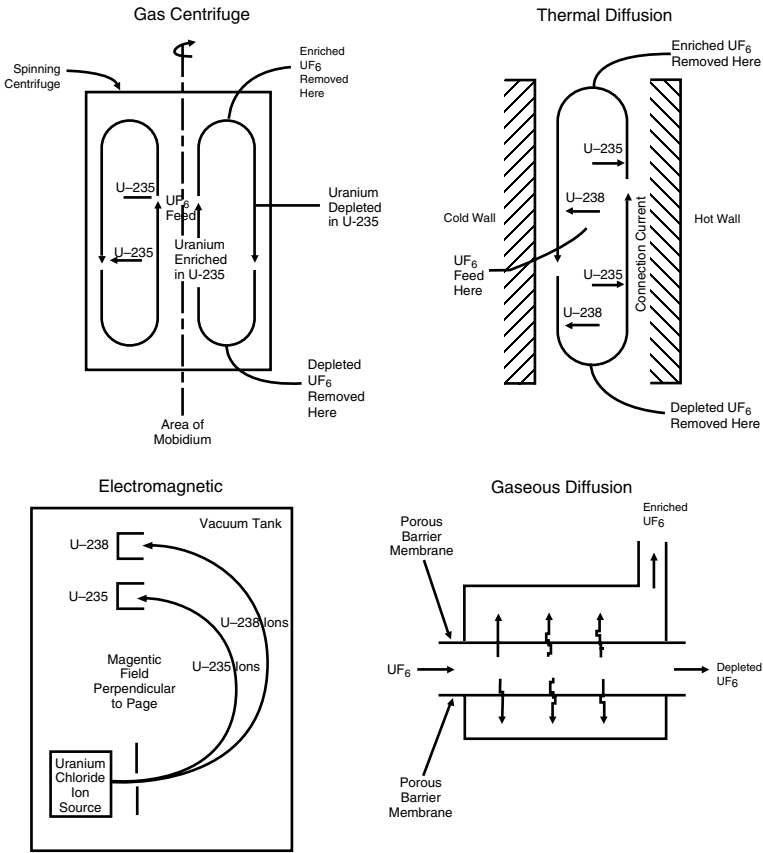 Gas Centrifuge
Spinning
Centrifuge
Enriched
UF6
Removed
Here
U–235
UF6
Feed
U–235
Uranium
Enriched
in U-235
Uranium
Depleted
in U-235
Depleted
UF6
Removed
Here
Area of
Mobidium
Thermal Diffusion
Enriched UF6
Removed Here
U–235
U–238
Cold Wall
Hot Wall
Connection Current
UF6
Feed
Here
U–235
U–238
Depleted UF6
Removed Here
Electromagnetic
Vacuum Tank
U–238
U–235
U–238 Ions
U–235 Ions
Magentic
Field
Perpendicular
to Page
Uranium
Chloride
Ion
Source
Gaseous Diffusion
Enriched
UF6
Porous
Barrier
Membrane
UF6
Depleted
UF6
Porous
Barrier
Membrane